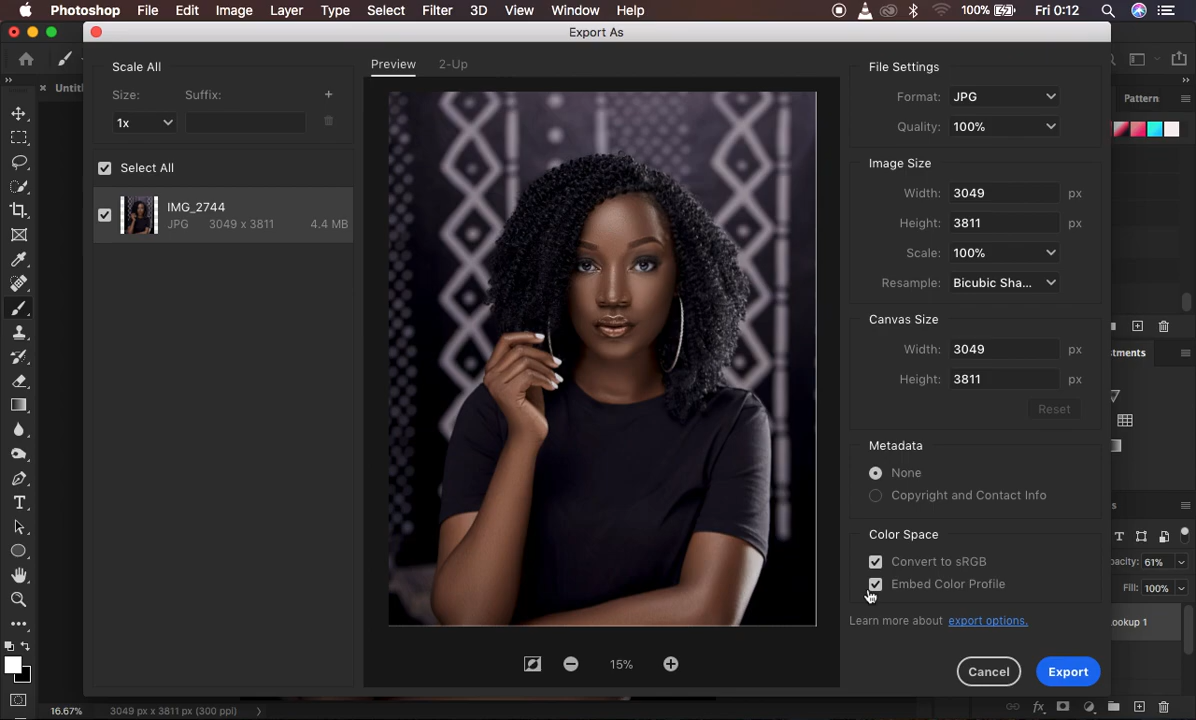 Photoshop File Edit Image Layer Type Select Filter 3D View Window Help 100% Fri 0:12
Export As
Untitl
Scale All
Size: Suffix:
1x
Select All
IMG_2744
JPG 3049 x 3811 4.4 MB
Preview 2-Up
15%
File Settings
Format: JPG
Quality: 100%
Image Size
Width: 3049 px
Height: 3811 px
Scale: 100%
Resample: Bicubic Sha...
Canvas Size
Width: 3049 px
Height: 3811 px
Reset
Metadata
None
Copyright and Contact Info
Color Space
Convert to sRGB
Embed Color Profile
Learn more about export options.
Cancel Export
Pattern
stments
s
pacity: 61%
Fill: 100%
ookup 1
16.67% 3049 px x 3811 px (300 ppi)